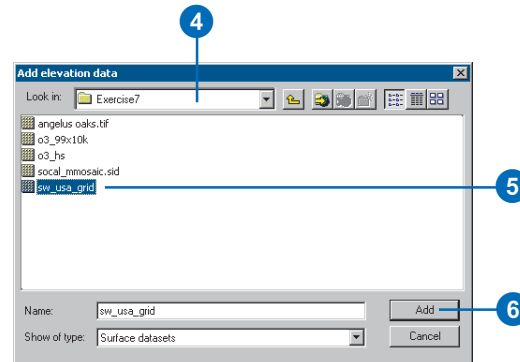 4
Add elevation data
Look in: Exercise7
angelus oaks.tif
o3_99x10k
o3_hs
socal_mmosaic.sid
sw_usa_grid
5
Name: sw_usa_grid Add 6
Show of type: Surface datasets Cancel